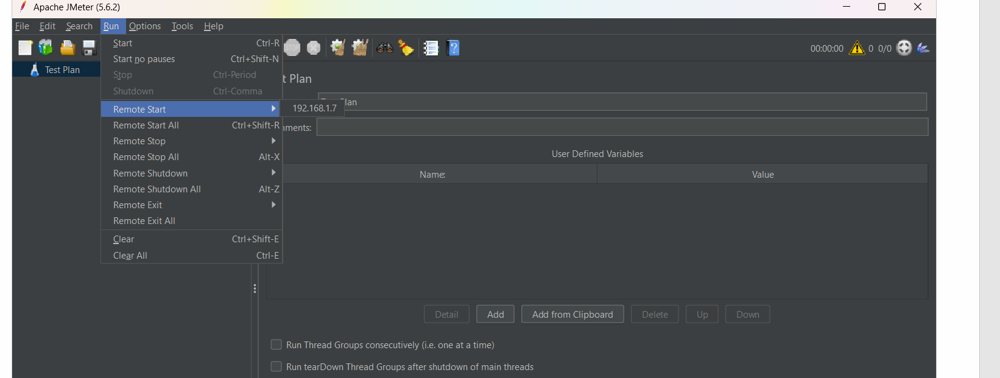 Apache JMeter (5.6.2)
File Edit Search Run Options Tools Help
Start Ctrl-R
Start no pauses Ctrl+Shift-N
Stop Ctrl-Period
Shutdown Ctrl-Comma
Remote Start
192.168.1.7
Remote Start All Ctrl+Shift-R
Remote Stop
Remote Stop All Alt-X
Remote Shutdown
Remote Shutdown All Alt-Z
Remote Exit
Remote Exit All
Clear Ctrl+Shift-E
Clear All Ctrl-E
STOP
00:00:00 0 0/0
Test Plan
t Plan
lan
ments:
User Defined Variables
Name: Value
Detail Add Add from Clipboard Delete Up Down
Run Thread Groups consecutively (i.e. one at a time)
Run tearDown Thread Groups after shutdown of main threads